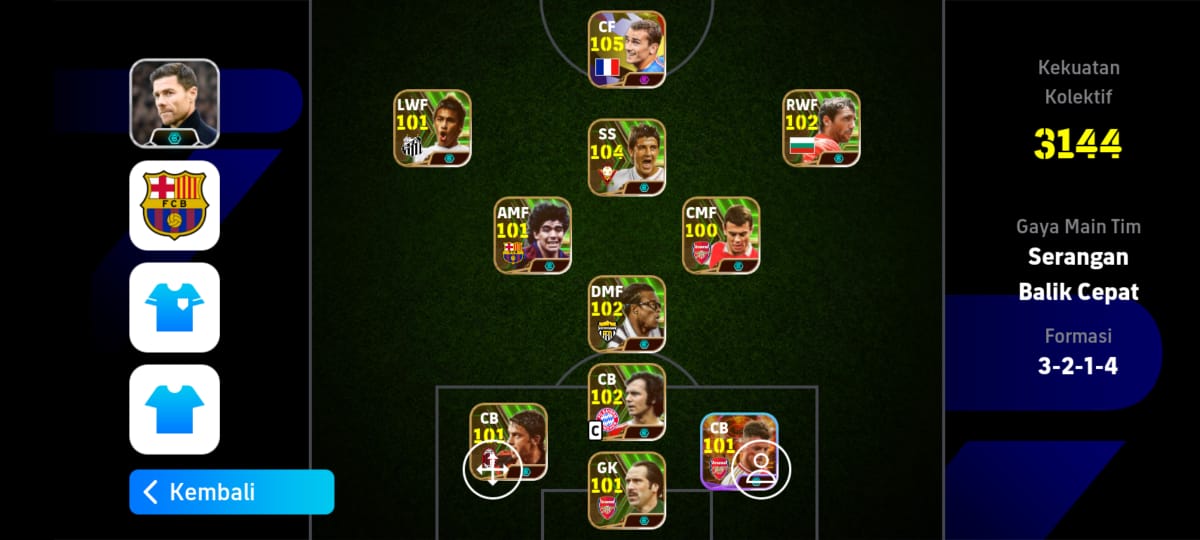 CF
105
LWF
101
SS
104
RWF
102
AMF
101
CMF
100
DMF
102
CB
102
C
CB
101
CB
101
GK
101
FCB
Kembali
Kekuatan
Kolektif
3144
Gaya Main Tim
Serangan
Balik Cepat
Formasi
3-2-1-4